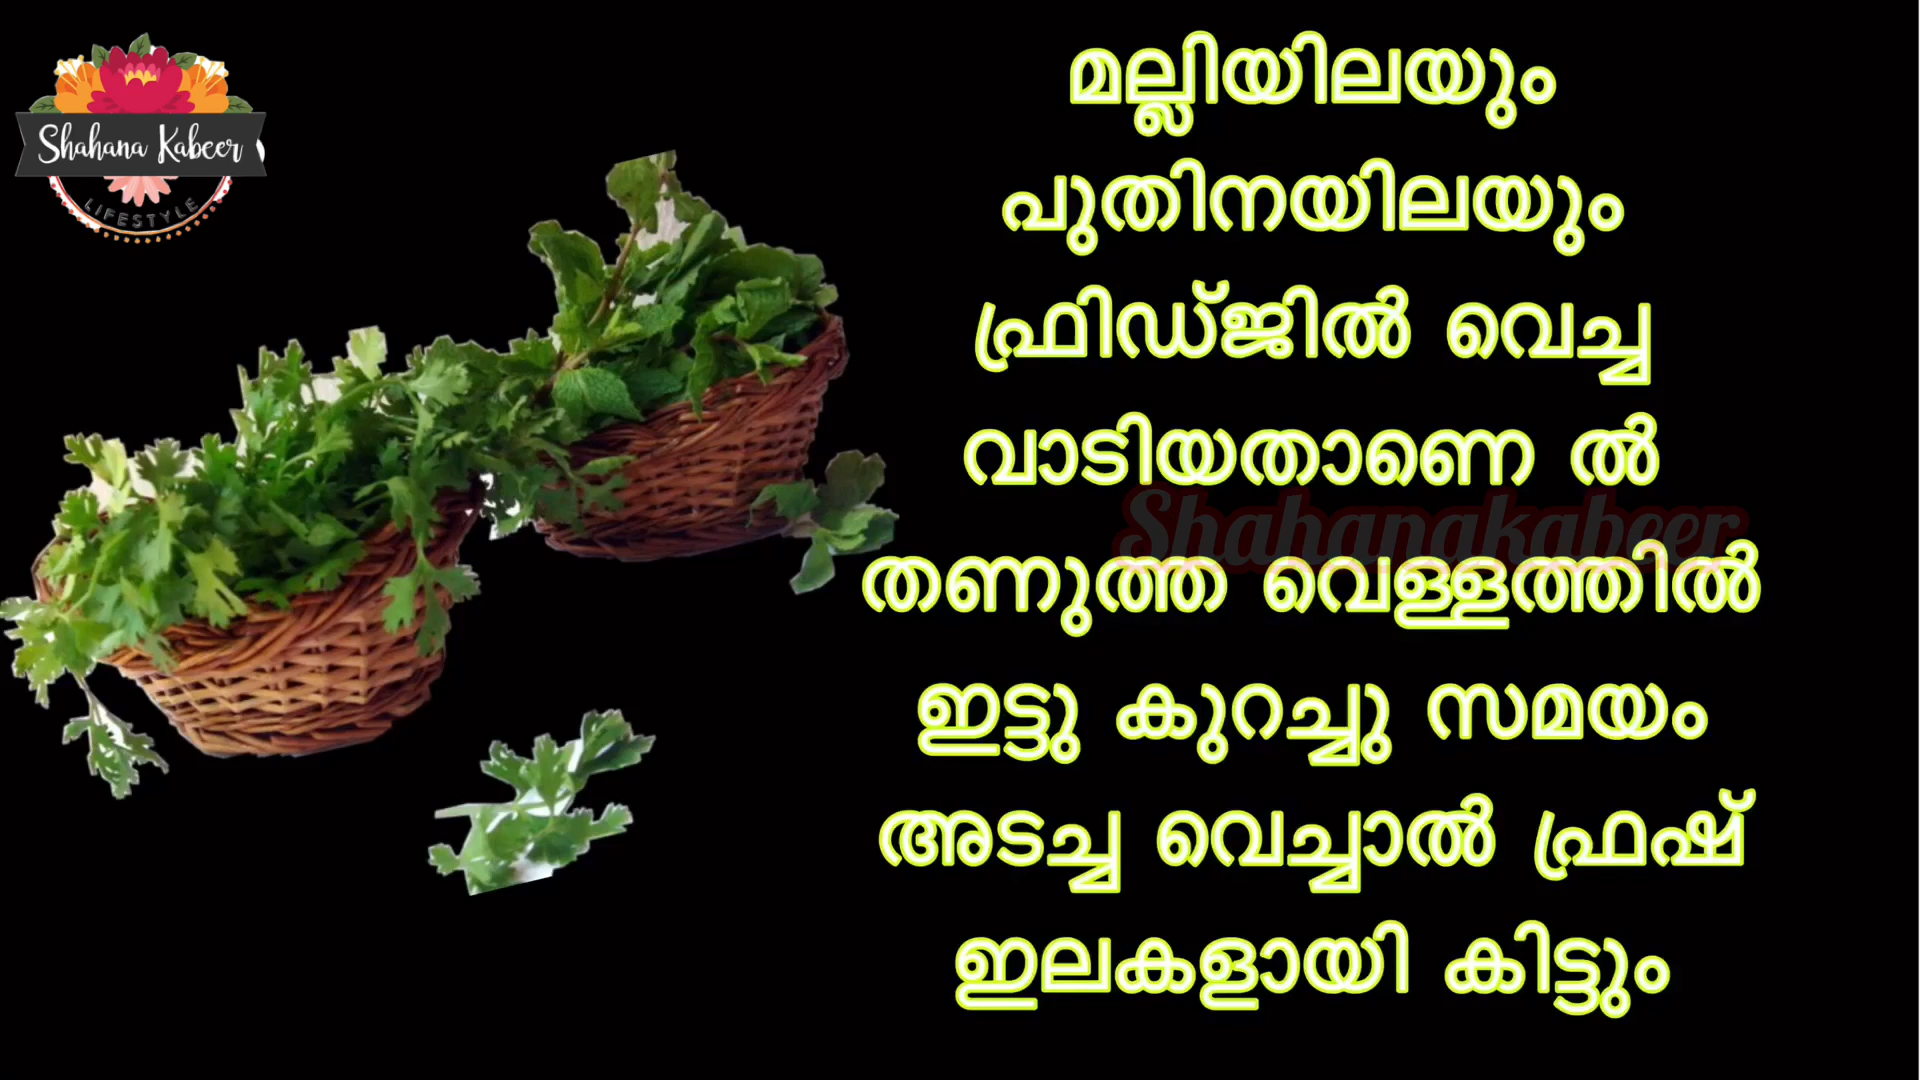 Shahana Kabeer
LIFESTYLE
മല്ലിയിലയും
പുതിനയിലയും
ഫ്രിഡ്ജിൽ വെച്ച
വാടിയതാണെ ൽ
Shahanakabeer
തണുത്ത വെള്ളത്തിൽ
ഇട്ടു കുറച്ചു സമയം
അടച്ച വെച്ചാൽ ഫ്രഷ്
ഇലകളായി കിട്ടും